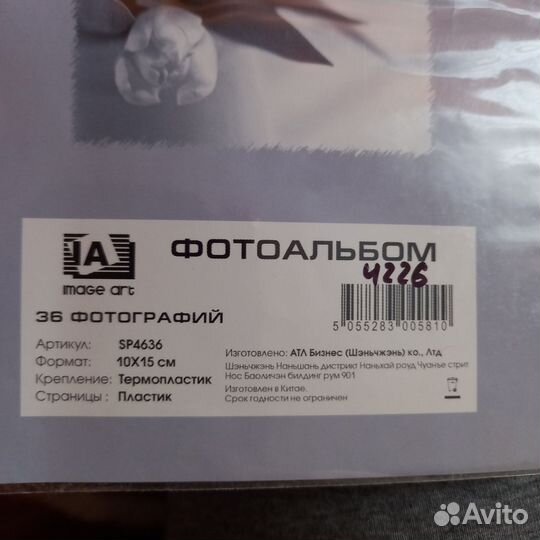 IA
image art
ФОТОАЛЬБОМ
4226
5 055283 005810
36 ФОТОГРАФИЙ
Артикул: SP4636
Формат: 10X15 см
Крепление: Термопластик
Страницы: Пластик
Изготовлено: АТЛ Бизнес (Шэньчжэнь) ко., Лтд
Шэньчжэнь Наньшань дистрикт Наньхай роуд Чуанъе стрит
Нос Баоличэн билдинг рум 901
Изготовлен в Китае.
Срок годности не ограничен
Avito